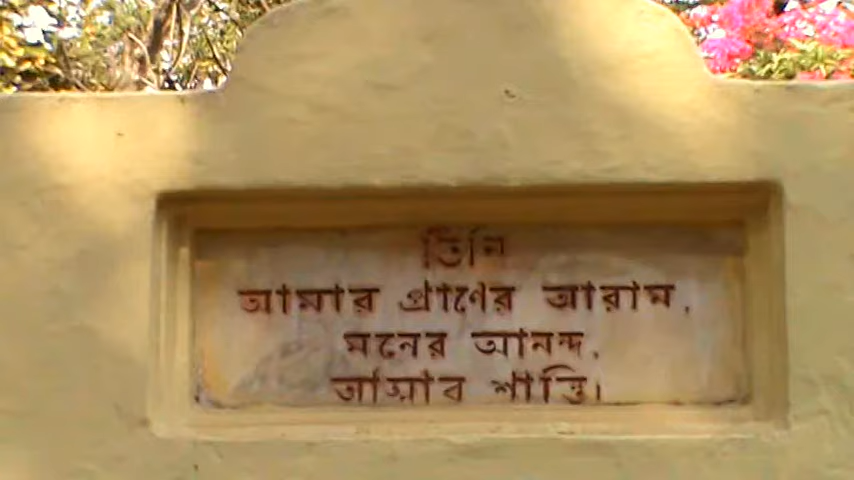 তিনি
আমার প্রাণের আরাম,
মনের আনন্দ,
আত্মার শান্তি।